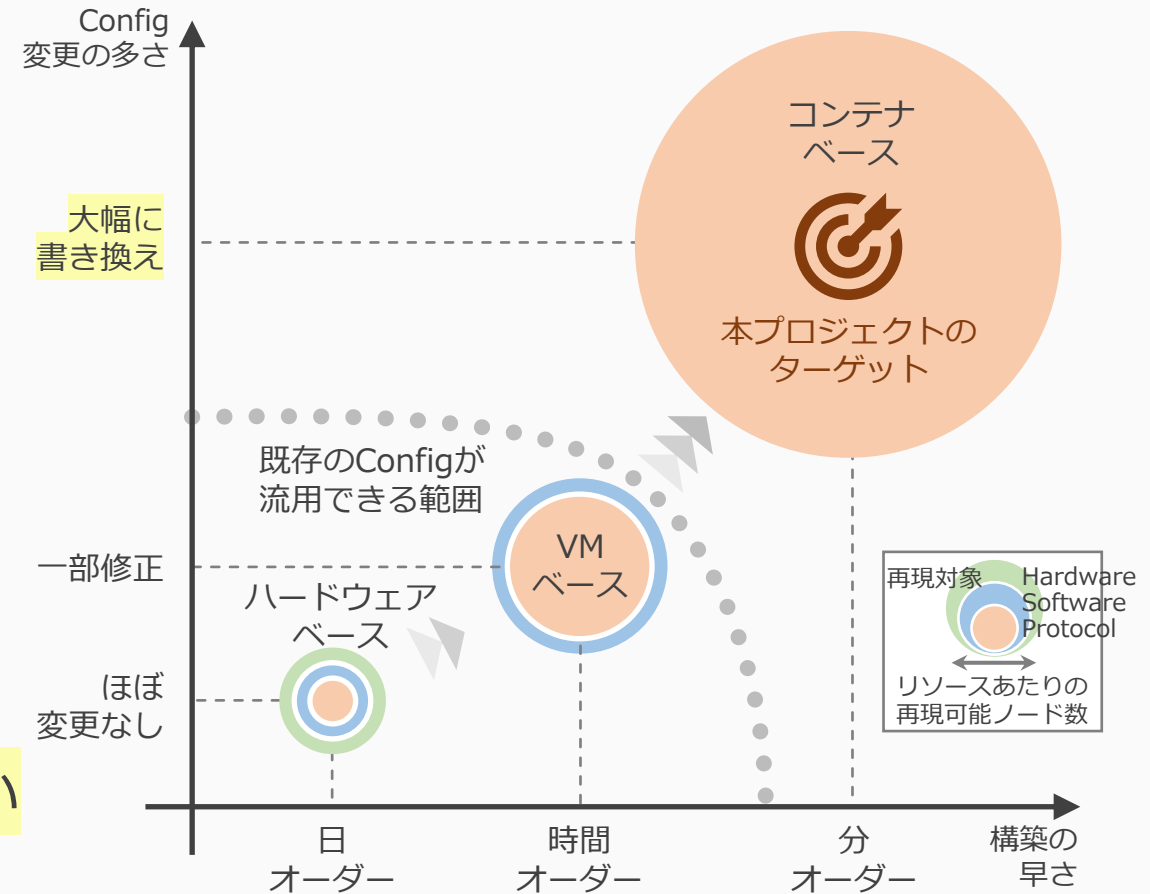 Config
変更の多さ
コンテナ
ベース
大幅に
書き換え
本プロジェクトの
ターゲット
既存のConfigが
流用できる範囲
VM
ベース
一部修正
ハードウェア
ベース
再現対象
Hardware
Software
Protocol
リソースあたりの
再現可能ノード数
ほぼ
変更なし
い
日
オーダー
時間
オーダー
分
オーダー
構築の
早さ